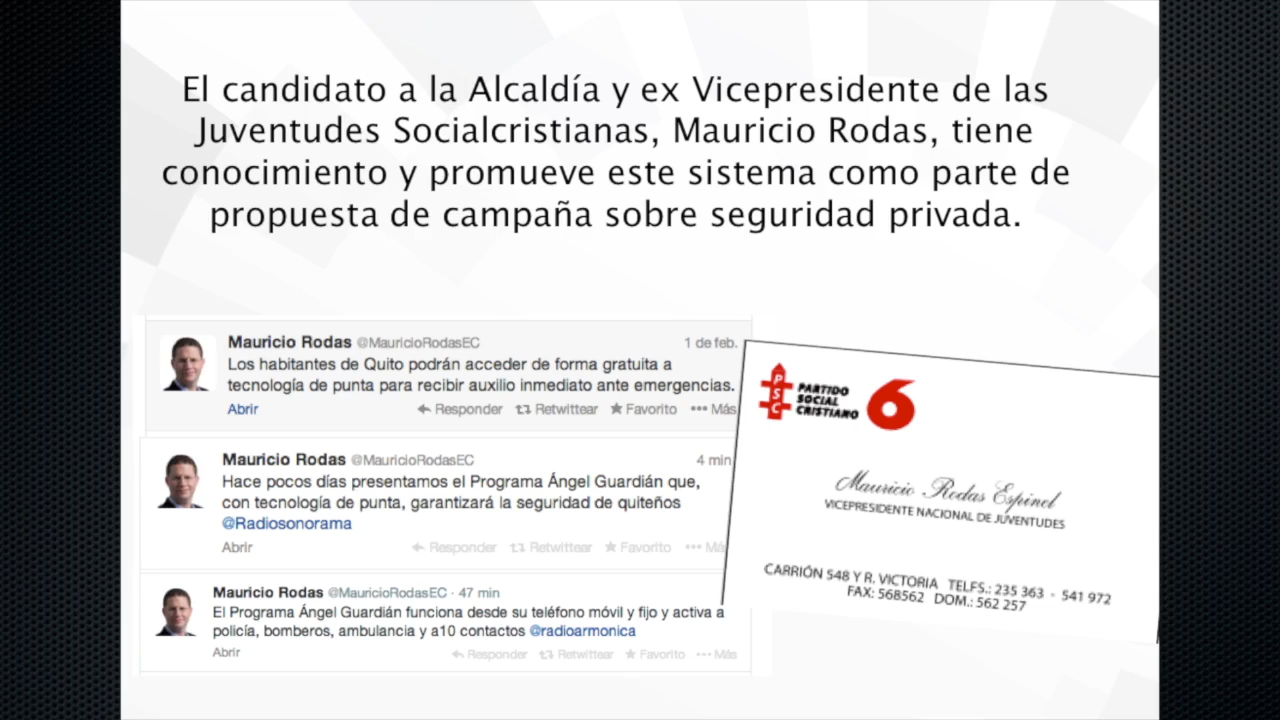 El candidato a la Alcaldía y ex Vicepresidente de las
Juventudes Socialcristianas, Mauricio Rodas, tiene
conocimiento y promueve este sistema como parte de
propuesta de campaña sobre seguridad privada.
Mauricio Rodas @MauricioRodasEC 1 de feb.
Los habitantes de Quito podrán acceder de forma gratuita a
tecnología de punta para recibir auxilio inmediato ante emergencias.
Abrir Responder Retwittear Favorito Más
Mauricio Rodas @MauricioRodasEC 4 min
Hace pocos días presentamos el Programa Ángel Guardián que,
con tecnología de punta, garantizará la seguridad de quiteños
@Radiosonorama
Abrir Responder Retwittear Favorito Más
Mauricio Rodas @MauricioRodasEC · 47 min
El Programa Ángel Guardián funciona desde su teléfono móvil y fijo y activa a
policía, bomberos, ambulancia y a10 contactos @radioarmonica
Abrir Responder Retwittear Favorito Más
PSC
PARTIDO
SOCIAL
CRISTIANO
6
Mauricio Rodas Espinel
VICEPRESIDENTE NACIONAL DE JUVENTUDES
CARRIÓN 548 Y R. VICTORIA TELFS.: 235 363 - 541 972
FAX: 568562 DOM.: 562 257